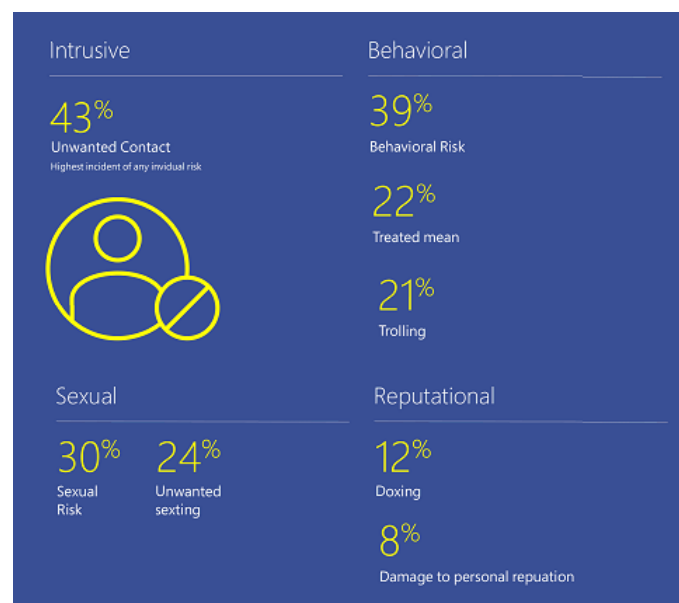 Intrusive
43%
Unwanted Contact
Highest incident of any invidual risk
Behavioral
39%
Behavioral Risk
22%
Treated mean
21%
Trolling
Sexual
30%
Sexual
Risk
24%
Unwanted
sexting
Reputational
12%
Doxing
8%
Damage to personal repuation